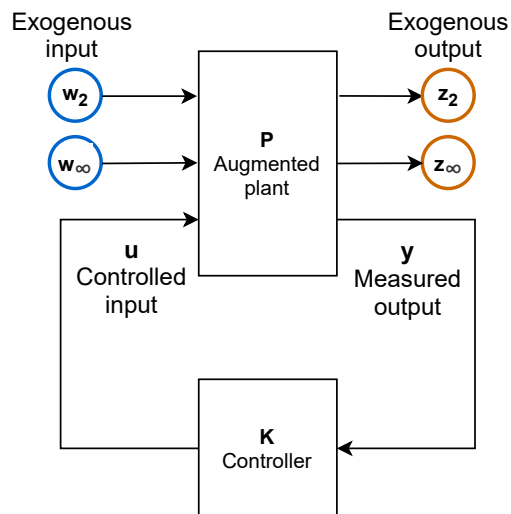 Exogenous
input
Exogenous
output
w2
z2
w∞
z∞
P
Augmented
plant
u
Controlled
input
y
Measured
output
K
Controller